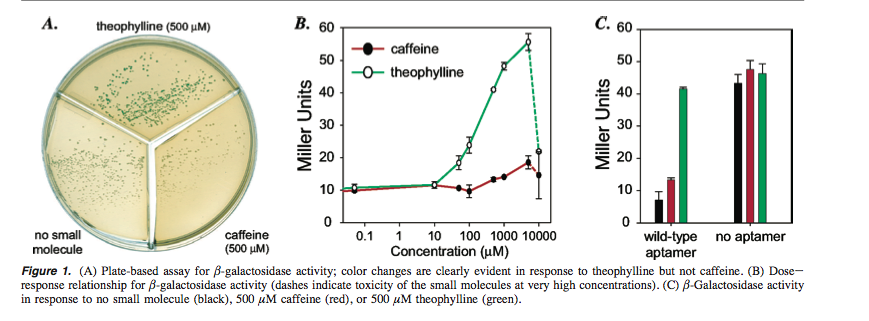 A.
theophylline (500 μM)
no small
molecule
caffeine
(500 μM)
B.
60
50
40
30
20
10
0
Miller Units
caffeine
theophylline
0.1 1 10 100 1000 10000
Concentration (μM)
C.
60
50
40
30
20
10
0
Miller Units
wild-type
aptamer
no aptamer
Figure 1. (A) Plate-based assay for β-galactosidase activity; color changes are clearly evident in response to theophylline but not caffeine. (B) Dose—
response relationship for β-galactosidase activity (dashes indicate toxicity of the small molecules at very high concentrations). (C) β-Galactosidase activity
in response to no small molecule (black), 500 μM caffeine (red), or 500 μM theophylline (green).